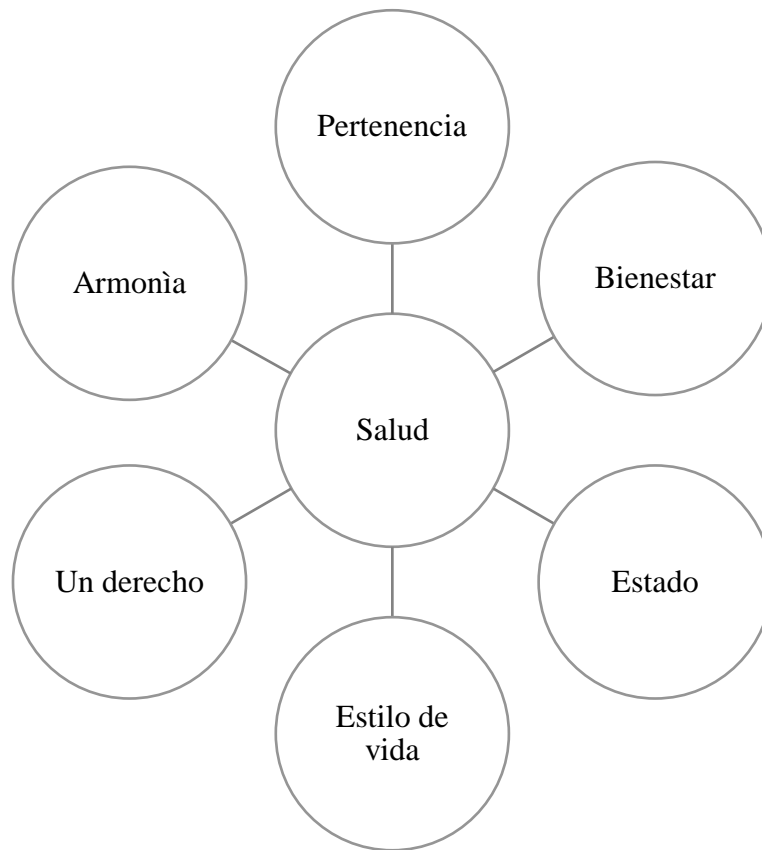 Pertenencia
Armonìa
Bienestar
Salud
Un derecho
Estado
Estilo de
vida